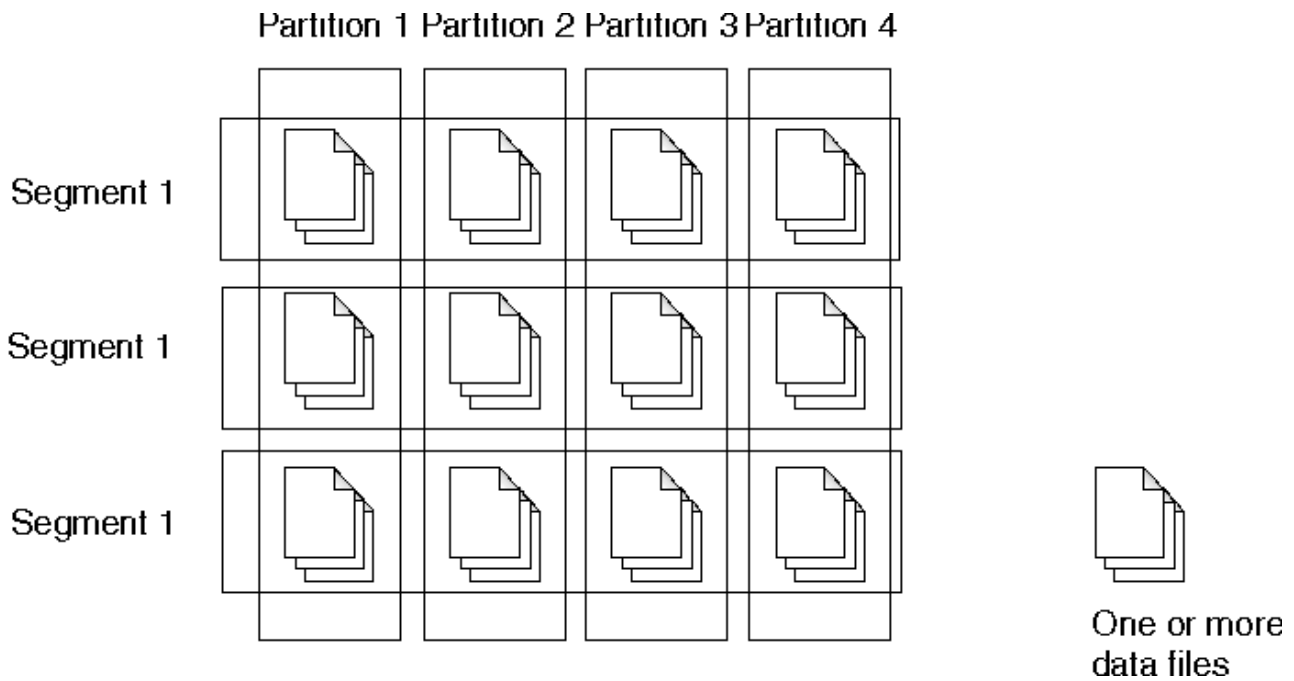 Partition 1 Partition 2 Partition 3 Partition 4
Segment 1
Segment 1
Segment 1
One or more
data files